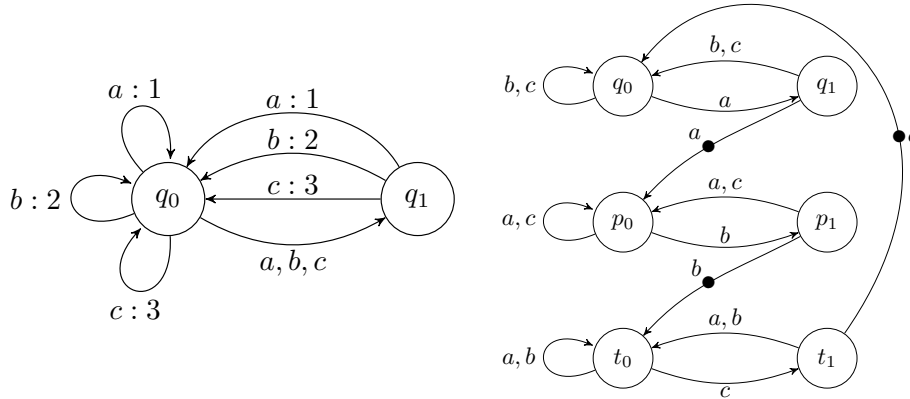 a : 1
b : 2
c : 3
q₀
a : 1
b : 2
c : 3
a, b, c
q₁
b, c
q₀
b, c
a
q₁
a
a, c
p₀
a, c
b
p₁
b
a, b
t₀
a, b
c
t₁